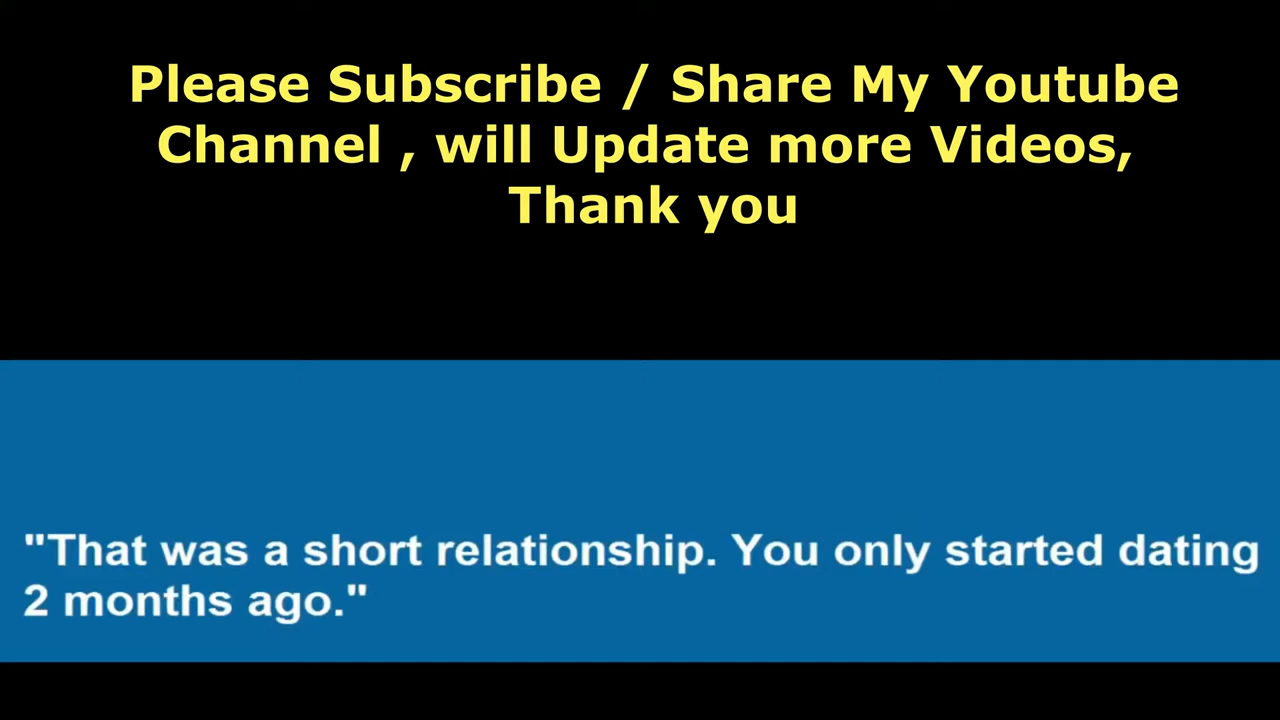 Please Subscribe / Share My Youtube
Channel , will Update more Videos,
Thank you
"That was a short relationship. You only started dating
2 months ago."